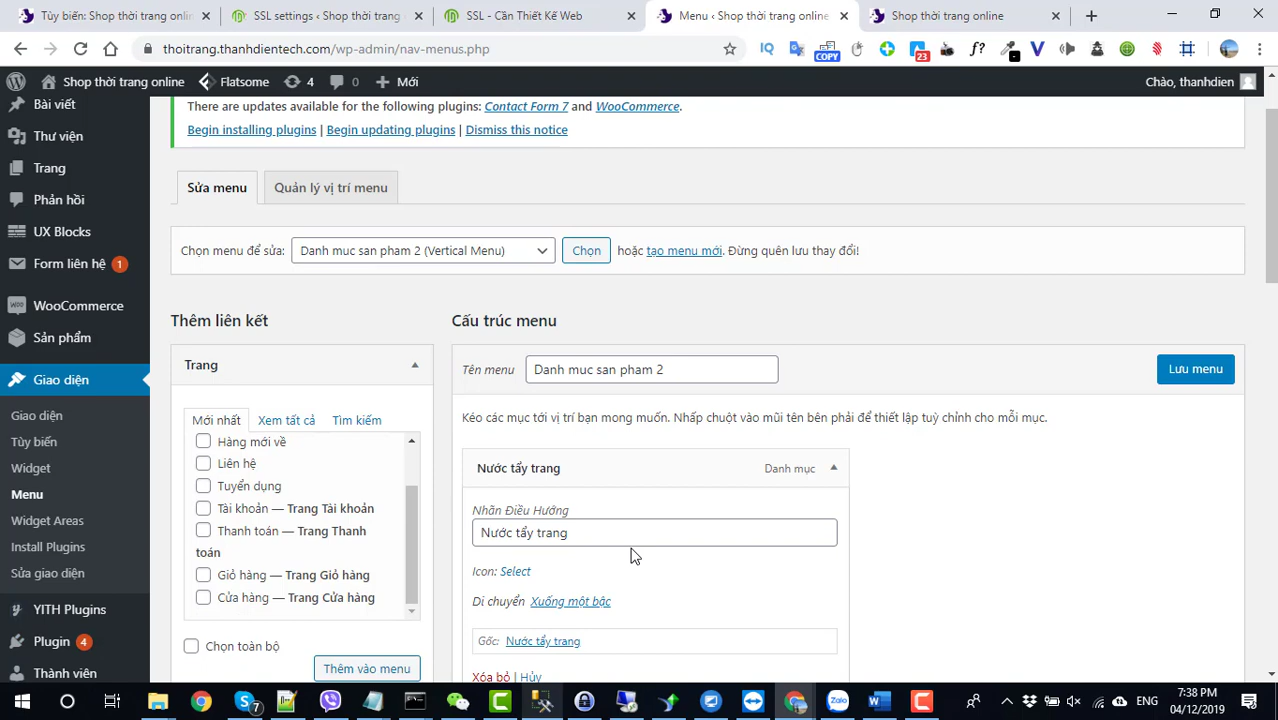 Tùy biến: Shop thời trang onlin
SSL settings ‹ Shop thời trang
SSL - Cần Thiết Kế Web
Menu ‹ Shop thời trang online
Shop thời trang online
thoitrang.thanhdientech.com/wp-admin/nav-menus.php
IQ
COPY
23
f?
Shop thời trang online
Flatsome
4
0
Mới
Chào, thanhdien
Bài viết
Thư viện
Trang
Phản hồi
UX Blocks
Form liên hệ 1
WooCommerce
Sản phẩm
Giao diện
Giao diện
Tùy biến
Widget
Menu
Widget Areas
Install Plugins
Sửa giao diện
YITH Plugins
Plugin 4
Thành viên
There are updates available for the following plugins: Contact Form 7 and WooCommerce.
Begin installing plugins | Begin updating plugins | Dismiss this notice
Sửa menu
Quản lý vị trí menu
Chọn menu để sửa:
Danh muc san pham 2 (Vertical Menu)
Chọn
hoặc tạo menu mới. Đừng quên lưu thay đổi!
Thêm liên kết
Trang
Mới nhất
Xem tất cả
Tìm kiếm
Hàng mới về
Liên hệ
Tuyển dụng
Tài khoản — Trang Tài khoản
Thanh toán — Trang Thanh
toán
Giỏ hàng — Trang Giỏ hàng
Cửa hàng — Trang Cửa hàng
Chọn toàn bộ
Thêm vào menu
Cấu trúc menu
Tên menu
Danh muc san pham 2
Lưu menu
Kéo các mục tới vị trí bạn mong muốn. Nhấp chuột vào mũi tên bên phải để thiết lập tuỳ chỉnh cho mỗi mục.
Nước tẩy trang
Danh mục
Nhãn Điều Hướng
Nước tẩy trang
Icon: Select
Di chuyển Xuống một bậc
Gốc: Nước tẩy trang
Xóa bỏ | Hủy
7
Zalo
ENG
7:38 PM
04/12/2019